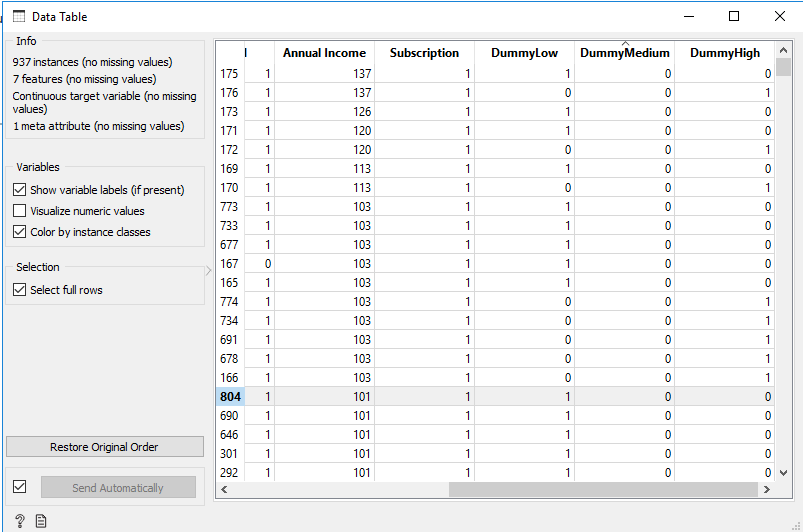 Data Table
Info
937 instances (no missing values)
7 features (no missing values)
Continuous target variable (no missing
values)
1 meta attribute (no missing values)
Variables
Show variable labels (if present)
Visualize numeric values
Color by instance classes
Selection
Select full rows
Restore Original Order
Send Automatically
Annual Income Subscription DummyLow DummyMedium DummyHigh
175 1 137 1 1 0 0
176 1 137 1 0 0 1
173 1 126 1 1 0 0
171 1 120 1 1 0 0
172 1 120 1 0 0 1
169 1 113 1 1 0 0
170 1 113 1 0 0 1
773 1 103 1 1 0 0
733 1 103 1 1 0 0
677 1 103 1 1 0 0
167 0 103 1 1 0 0
165 1 103 1 1 0 0
774 1 103 1 0 0 1
734 1 103 1 0 0 1
691 1 103 1 0 0 1
678 1 103 1 0 0 1
166 1 103 1 0 0 1
804 1 101 1 1 0 0
690 1 101 1 1 0 0
646 1 101 1 1 0 0
301 1 101 1 1 0 0
292 1 101 1 1 0 0
?